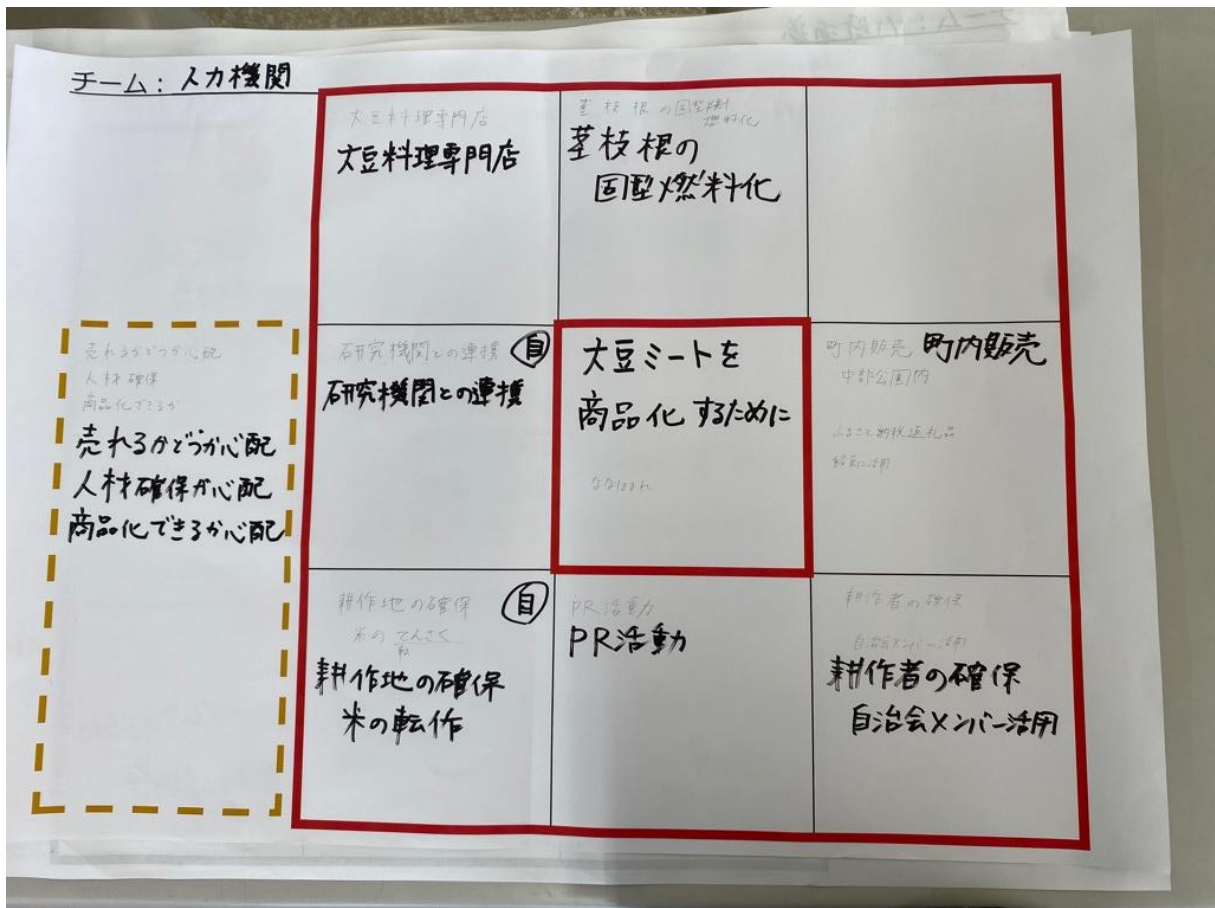 チーム：人力機関
大豆料理専門店
大豆料理専門店
茎枝根の固型燃料化
茎枝根の
固型燃料化
売れるかどうか心配
人材確保
商品化できるか
売れるかどうか心配
人材確保が心配
商品化できるか心配
研究機関との連携 自
研究機関との連携
大豆ミートを
商品化するために
町内販売 町内販売
中部公園内
ふるさと納税返礼品
給食に活用
耕作地の確保 自
米のてんさく
耕作地の確保
米の転作
PR活動
PR活動
耕作者の確保
自治会メンバー活用
耕作者の確保
自治会メンバー活用